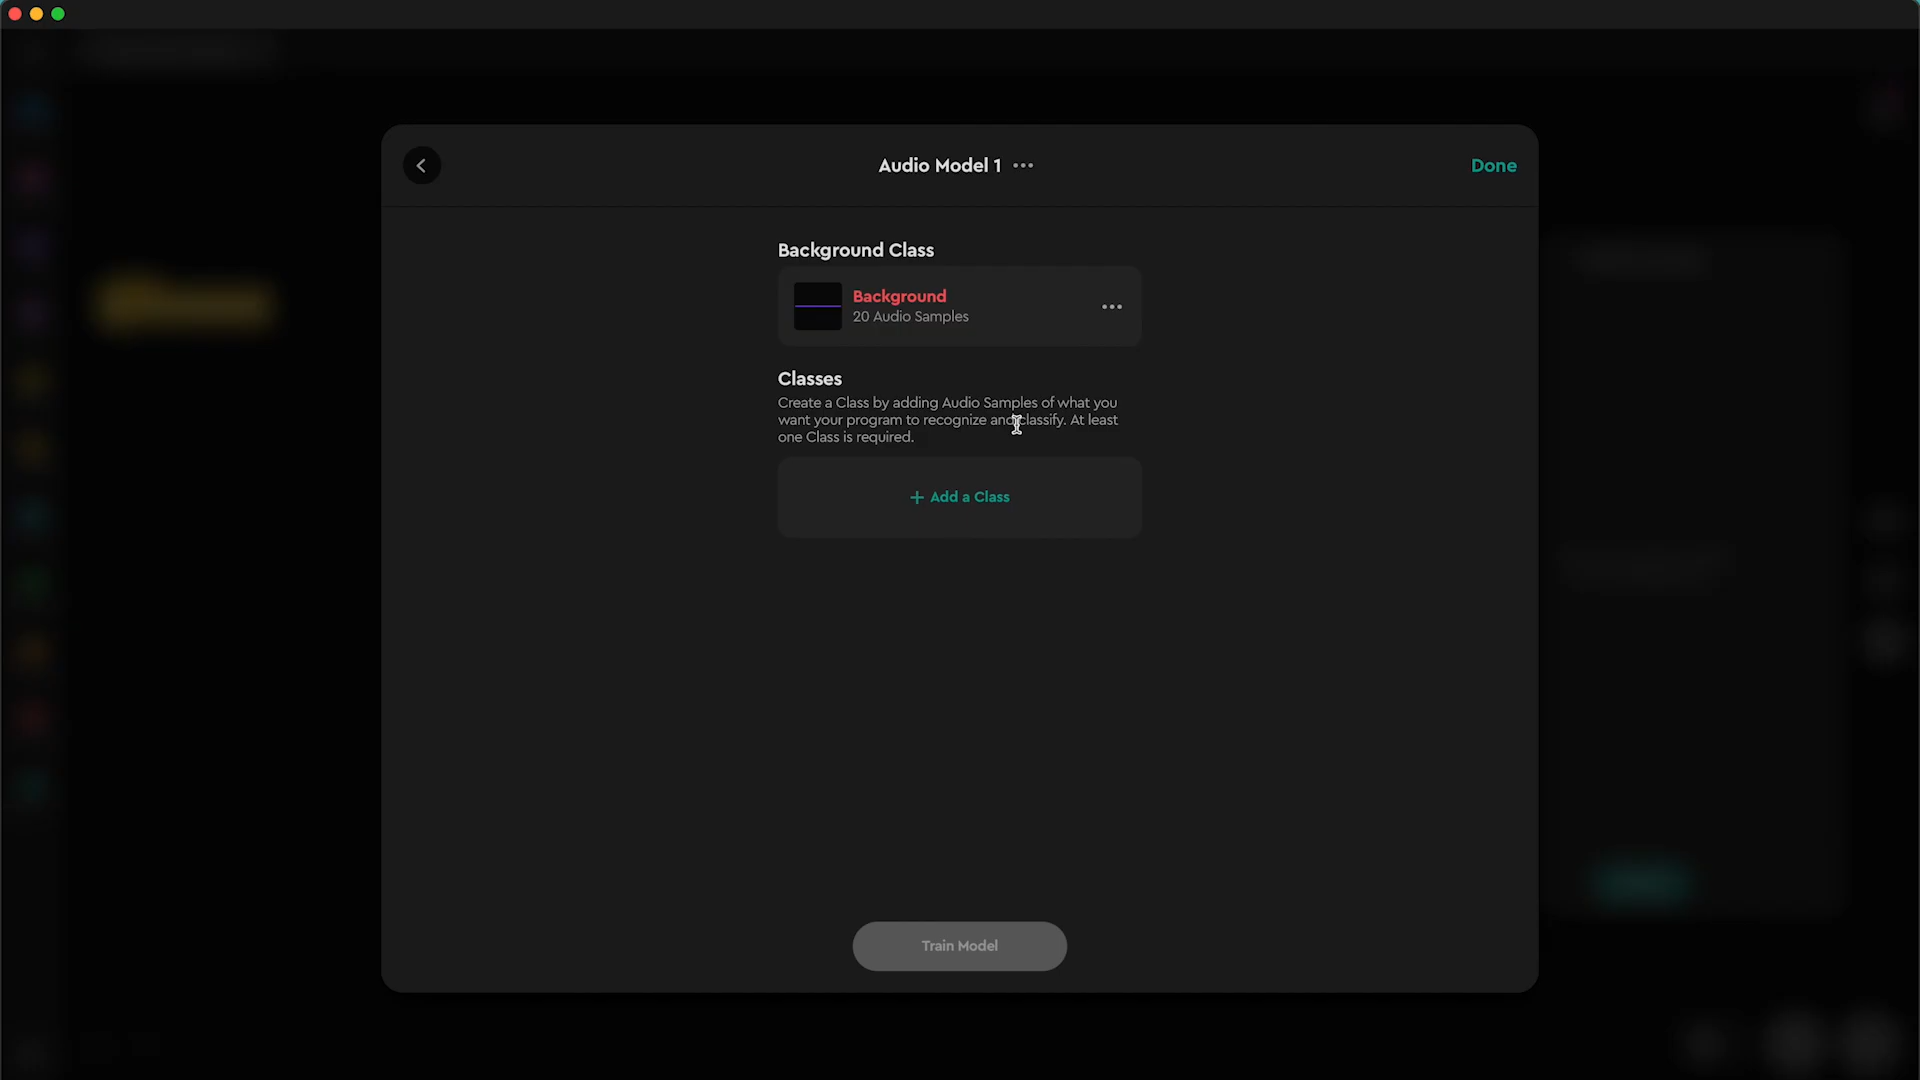 Audio Model 1
Done
Background Class
Background
20 Audio Samples
Classes
Create a Class by adding Audio Samples of what you
want your program to recognize and classify. At least
one Class is required.
+ Add a Class
Train Model